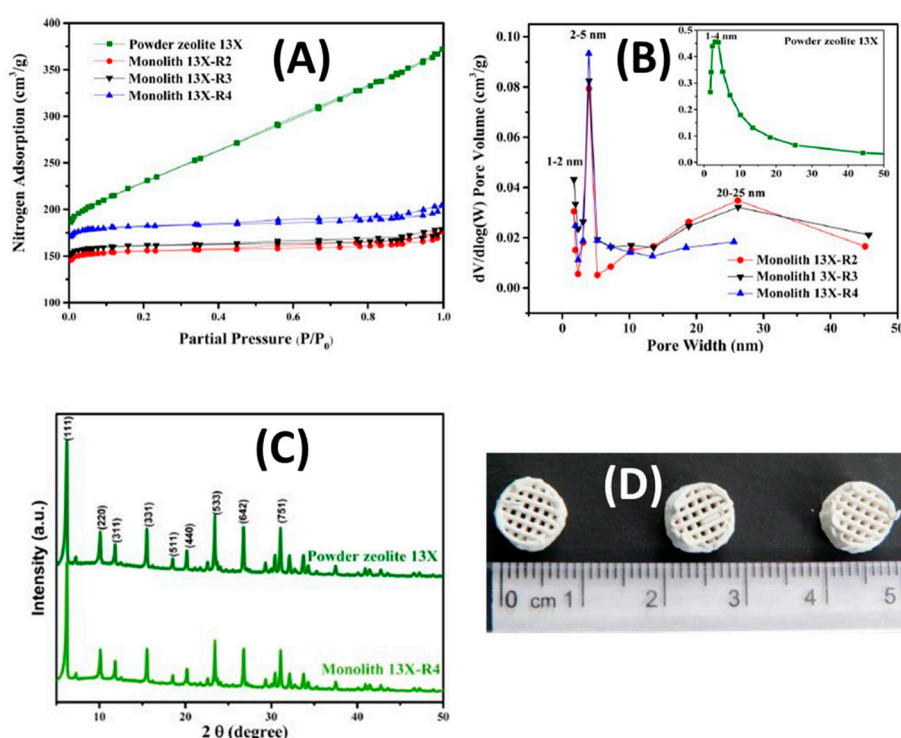 (A)
400
350
300
250
200
150
100
Nitrogen Adsorption (cm³/g)
Powder zeolite 13X
Monolith 13X-R2
Monolith 13X-R3
Monolith 13X-R4
0.0 0.2 0.4 0.6 0.8 1.0
Partial Pressure (P/P₀)
(B)
0.10
0.08
0.06
0.04
0.02
0.00
dV/dlog(W) Pore Volume (cm³/g)
2-5 nm
1-2 nm
20-25 nm
0.5
0.4
0.3
0.2
0.1
0.0
1-4 nm
Powder zeolite 13X
0 10 20 30 40 50
Monolith 13X-R2
Monolith1 3X-R3
Monolith 13X-R4
0 10 20 30 40 50
Pore Width (nm)
(C)
Intensity (a.u.)
(111)
(220)
(311)
(331)
(511)
(440)
(533)
(642)
(751)
Powder zeolite 13X
Monolith 13X-R4
10 20 30 40 50
2 θ (degree)
(D)
0 cm 1 2 3 4 5